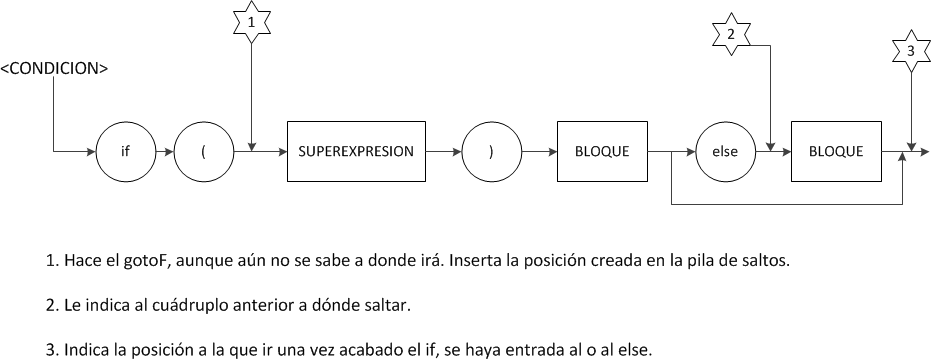 1
2
3
<CONDICION>
if
(
SUPEREXPRESION
)
BLOQUE
else
BLOQUE
1. Hace el gotoF, aunque aún no se sabe a donde irá. Inserta la posición creada en la pila de saltos.
2. Le indica al cuádruplo anterior a dónde saltar.
3. Indica la posición a la que ir una vez acabado el if, se haya entrada al o al else.